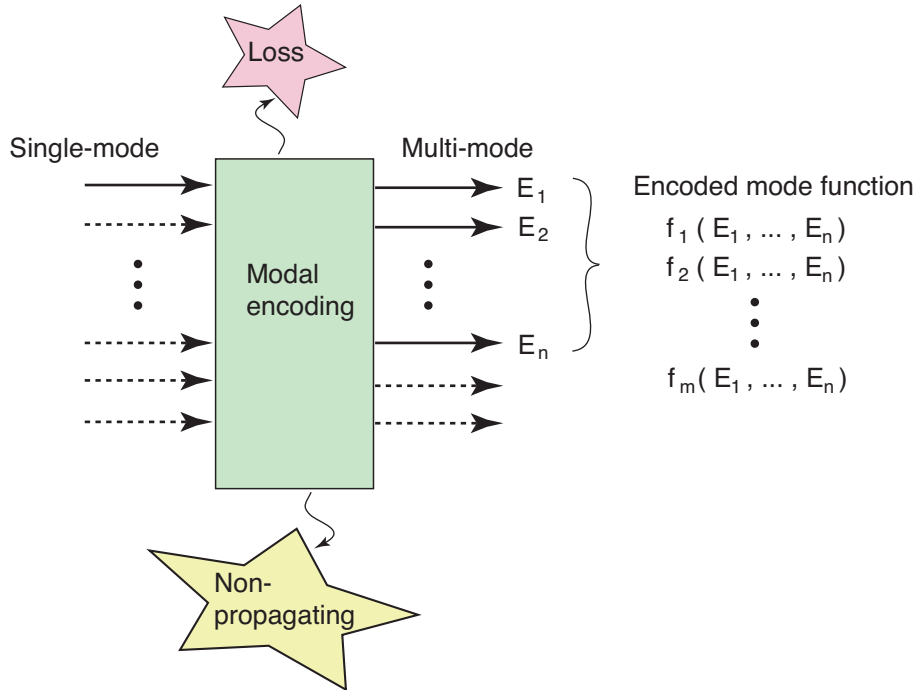 Loss
Single-mode
Multi-mode
Modal
encoding
E1
E2
En
Encoded mode function
f1 ( E1 , ... , En )
f2 ( E1 , ... , En )
fm ( E1 , ... , En )
Non-
propagating